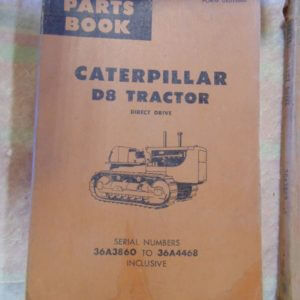 PARTS
BOOK
CATERPILLAR
D8 TRACTOR
DIRECT DRIVE
SERIAL NUMBERS
36A3860 TO 36A4468
INCLUSIVE